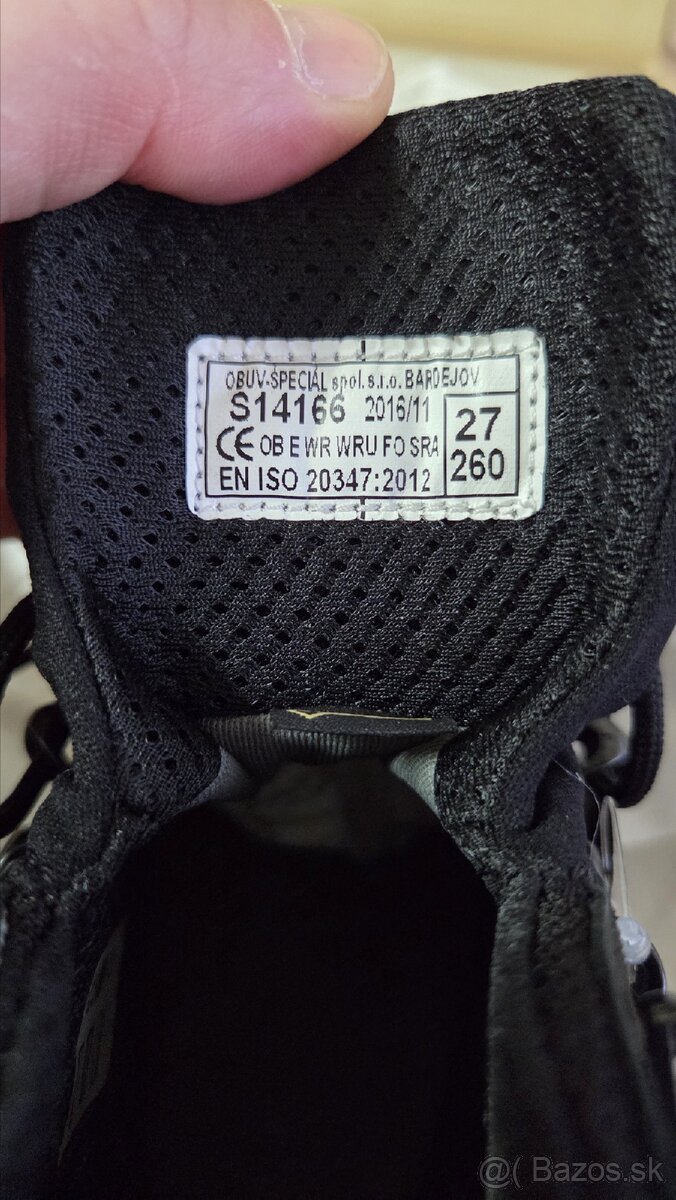 OBUV-ŠPECIÁL spol.s.r.o. BARDEJOV
S14166 2016/11
27
CE OB E WR WRU FO SRA
260
EN ISO 20347:2012
@( Bazos.sk